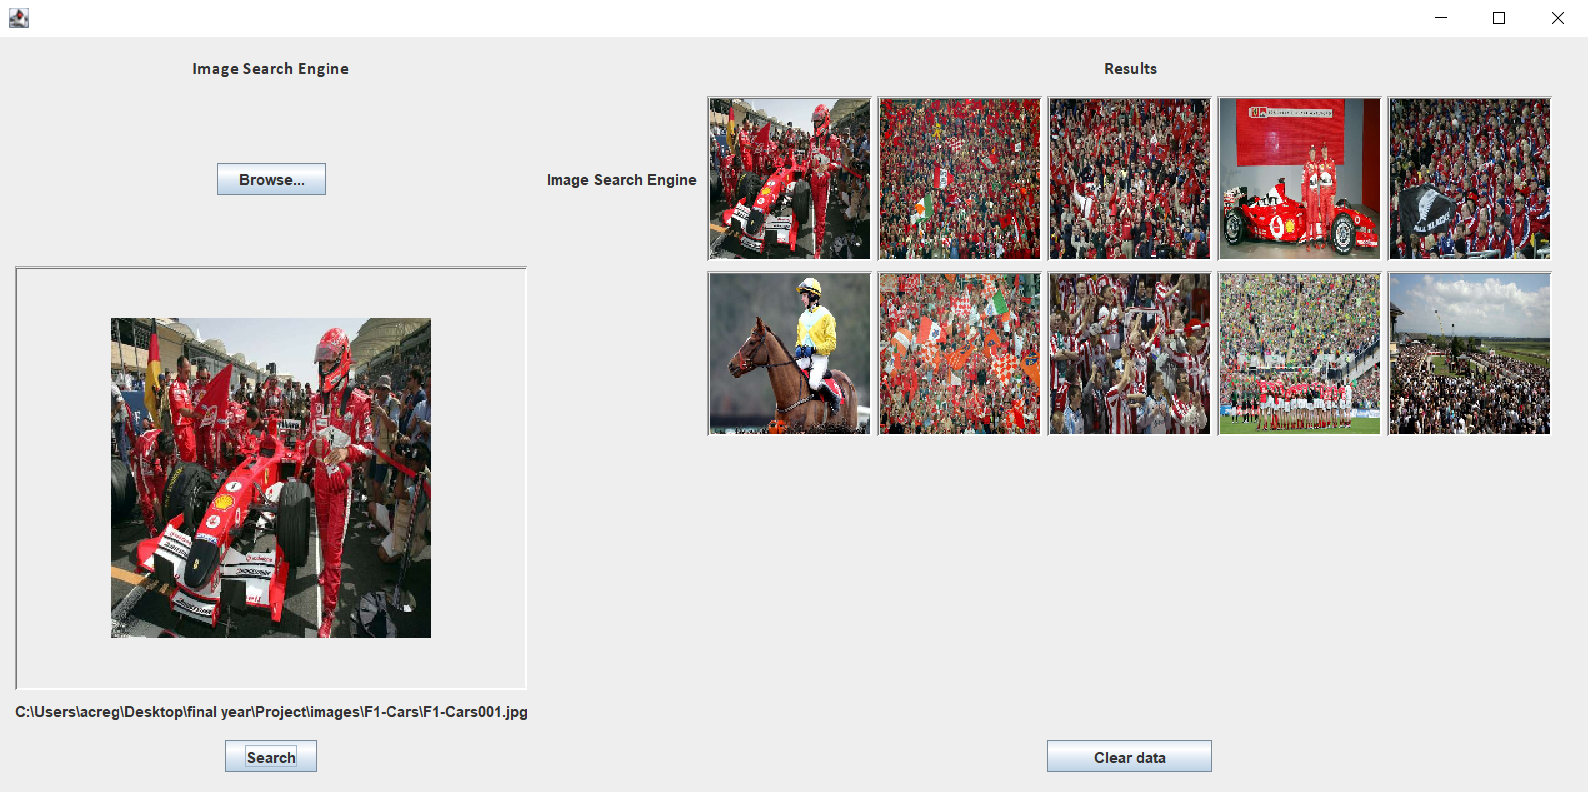 Image Search Engine
Results
Browse...
Image Search Engine
C:\Users\acreg\Desktop\final year\Project\images\F1-Cars\F1-Cars001.jpg
Search
Clear data